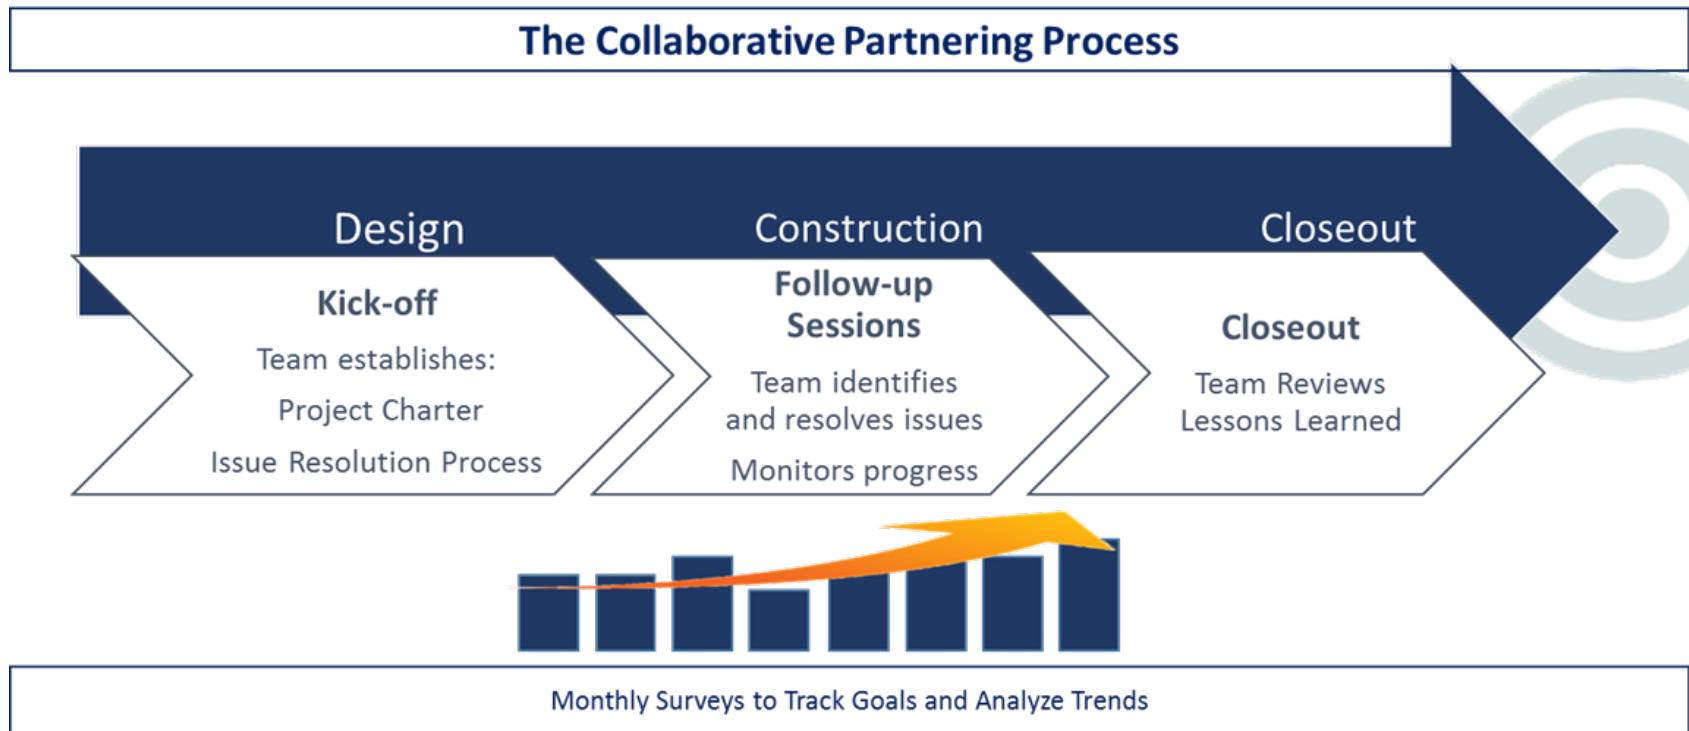 The Collaborative Partnering Process
Design
Construction
Closeout
Kick-off
Team establishes:
Project Charter
Issue Resolution Process
Follow-up
Sessions
Team identifies
and resolves issues
Monitors progress
Closeout
Team Reviews
Lessons Learned
Monthly Surveys to Track Goals and Analyze Trends